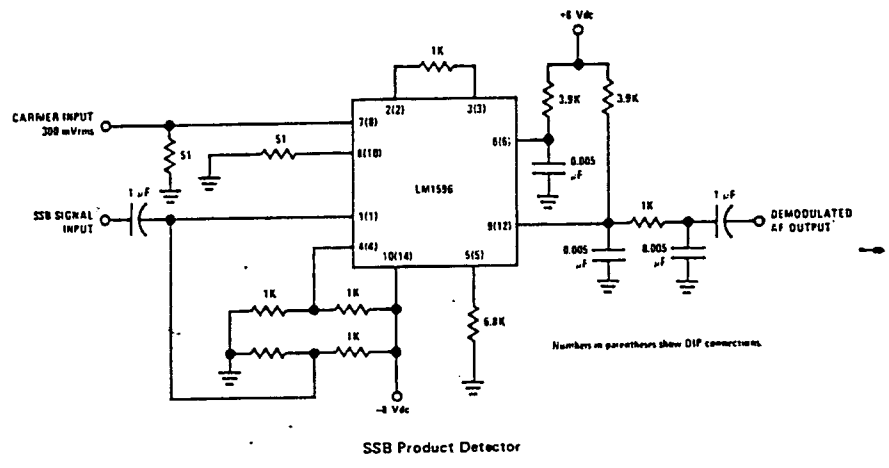 +6 Vdc
1K
3.9K
3.9K
2(2)
3(3)
CARRIER INPUT
300 mVrms
7(8)
6(6)
51
51
8(10)
0.005
µF
LM1596
1 µF
SSB SIGNAL
INPUT
1(1)
9(12)
1K
1 µF
DEMODULATED
AF OUTPUT
4(4)
10(14)
5(5)
0.005
µF
0.005
µF
1K
1K
1K
6.8K
Numbers in parentheses show DIP connections.
Vdc
SSB Product Detector